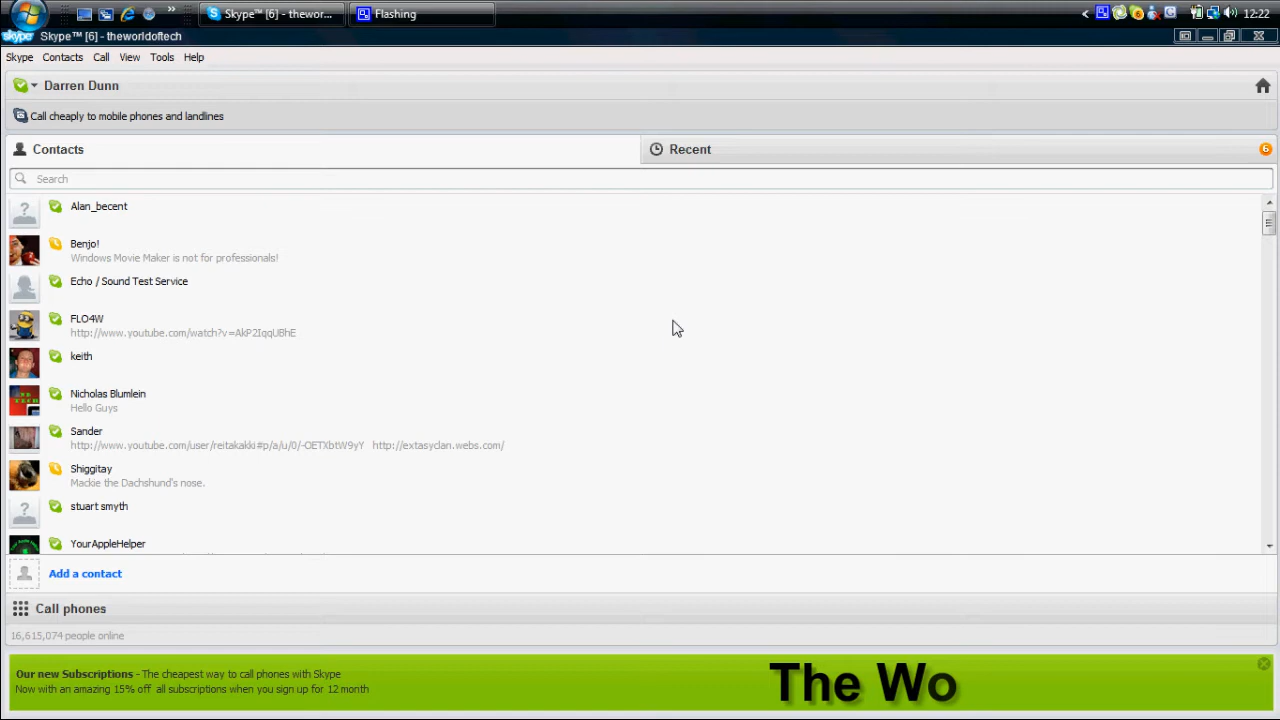 Skype™ [6] - thewor...
Flashing
12:22
Skype™ [6] - theworldoftech
Skype Contacts Call View Tools Help
Darren Dunn
Call cheaply to mobile phones and landlines
Contacts
Recent
6
Search
Alan_becent
Benjo!
Windows Movie Maker is not for professionals!
Echo / Sound Test Service
FLO4W
http://www.youtube.com/watch?v=AkP2IqqUBhE
keith
Nicholas Blumlein
Hello Guys
Sander
http://www.youtube.com/user/reitakakki#p/a/u/0/-OETXbtW9yY http://extasyclan.webs.com/
Shiggitay
Mackie the Dachshund's nose.
stuart smyth
YourAppleHelper
Add a contact
Call phones
16,615,074 people online
Our new Subscriptions - The cheapest way to call phones with Skype
Now with an amazing 15% off all subscriptions when you sign up for 12 month
The Wo